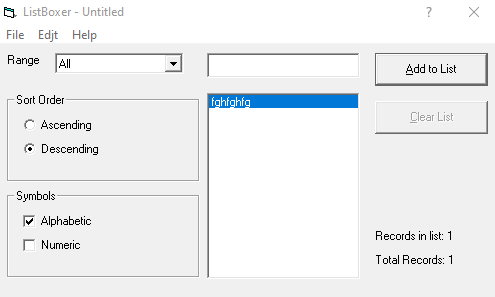 ListBoxer - Untitled
File Edit Help
Range All
Add to List
Sort Order
Ascending
Descending
fghfghfg
Clear List
Symbols
Alphabetic
Numeric
Records in list: 1
Total Records: 1